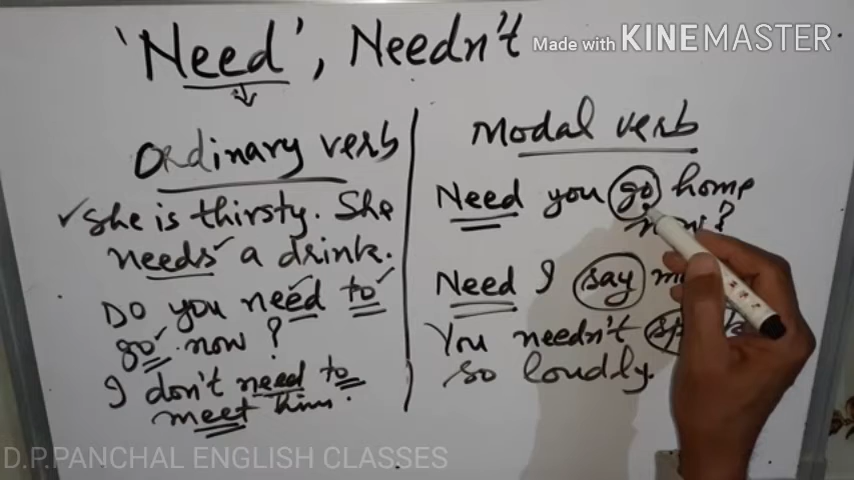 'Need', Needn't
Made with KINEMASTER
Ordinary verb
She is thirsty. She
needs a drink.
Do you need to
go now?
I don't need to
meet him.
Modal verb
Need you go home
now?
Need I say
You needn't
so loudly.
D.P.PANCHAL ENGLISH CLASSES